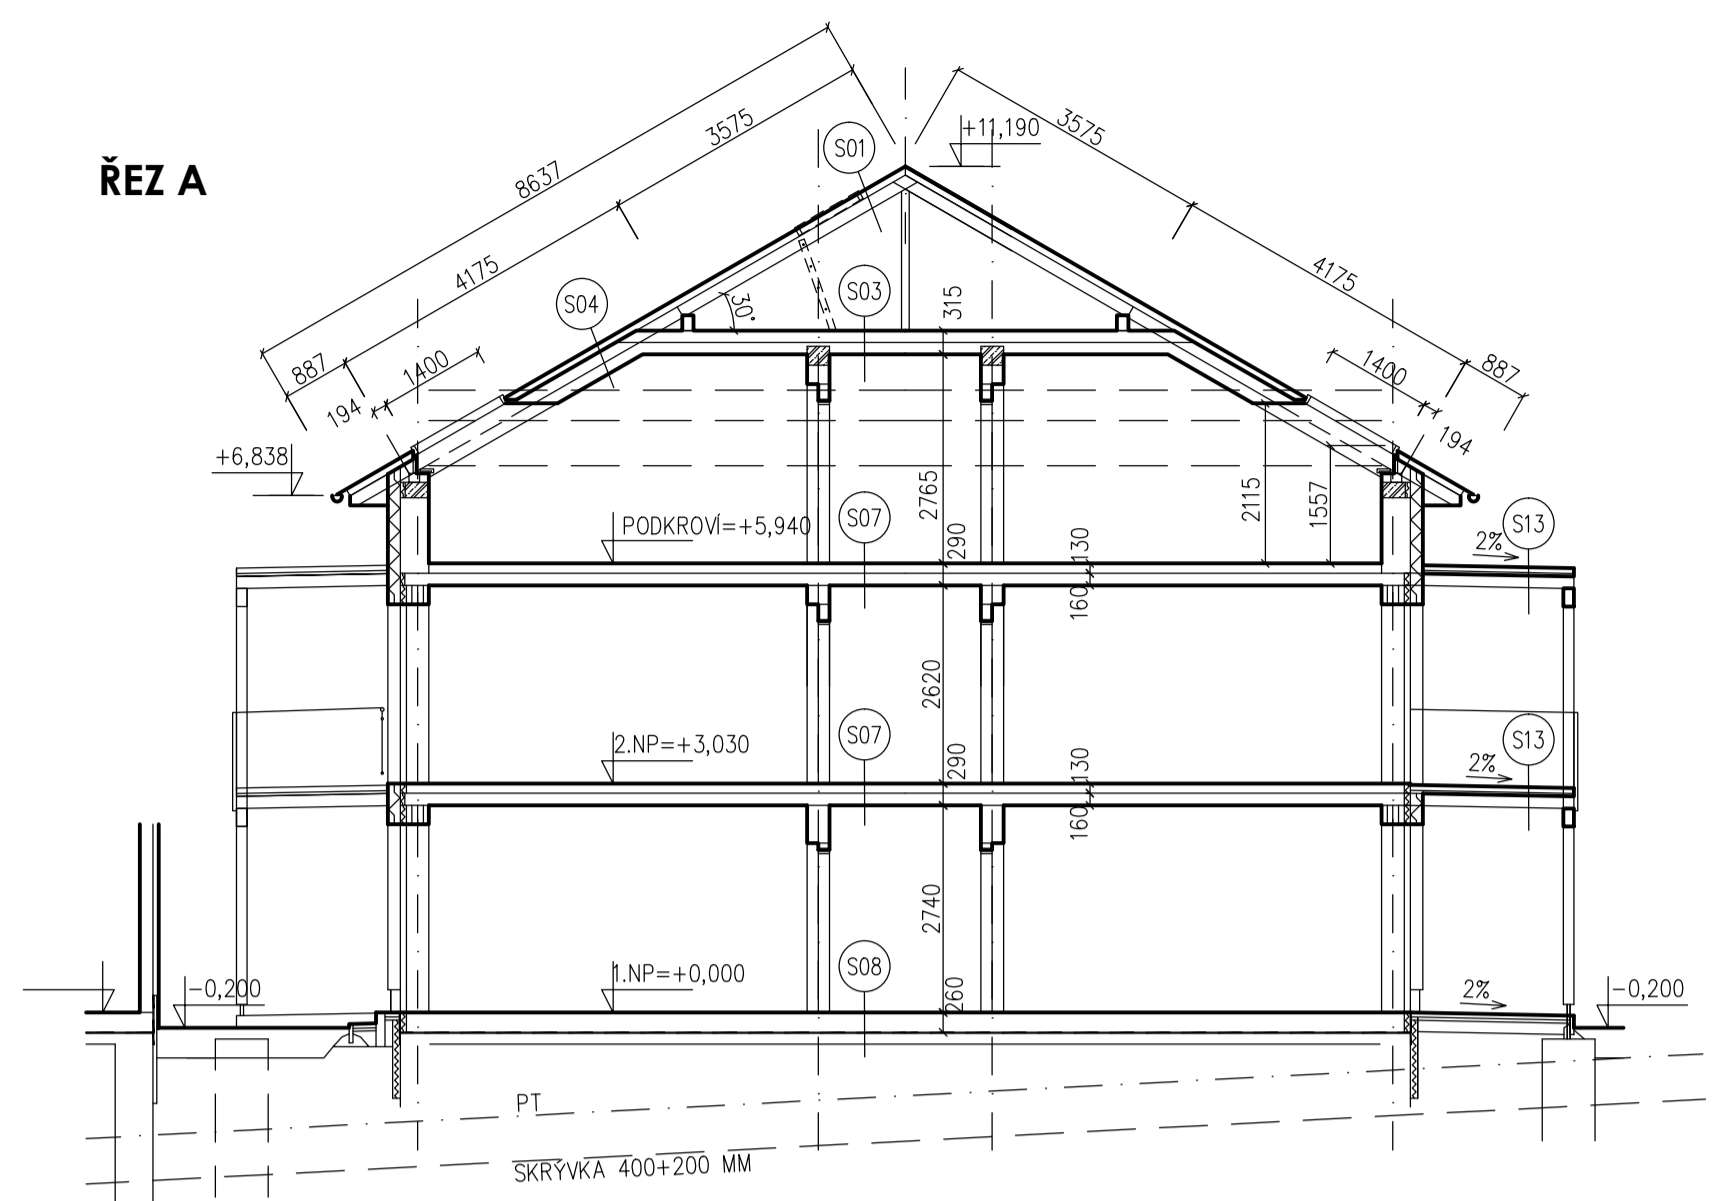 ŘEZ A
8637
3575
3575
+11,190
S01
4175
4175
S04
S03
315
30°
887
1400
1400
887
194
194
+6,838
2765
2115
1557
PODKROVÍ=+5,940
S07
S13
290
130
2%
160
2620
2.NP=+3,030
S07
S13
290
130
2%
160
2740
1.NP=+0,000
S08
-0,200
260
2%
-0,200
PT
SKRÝVKA 400+200 MM